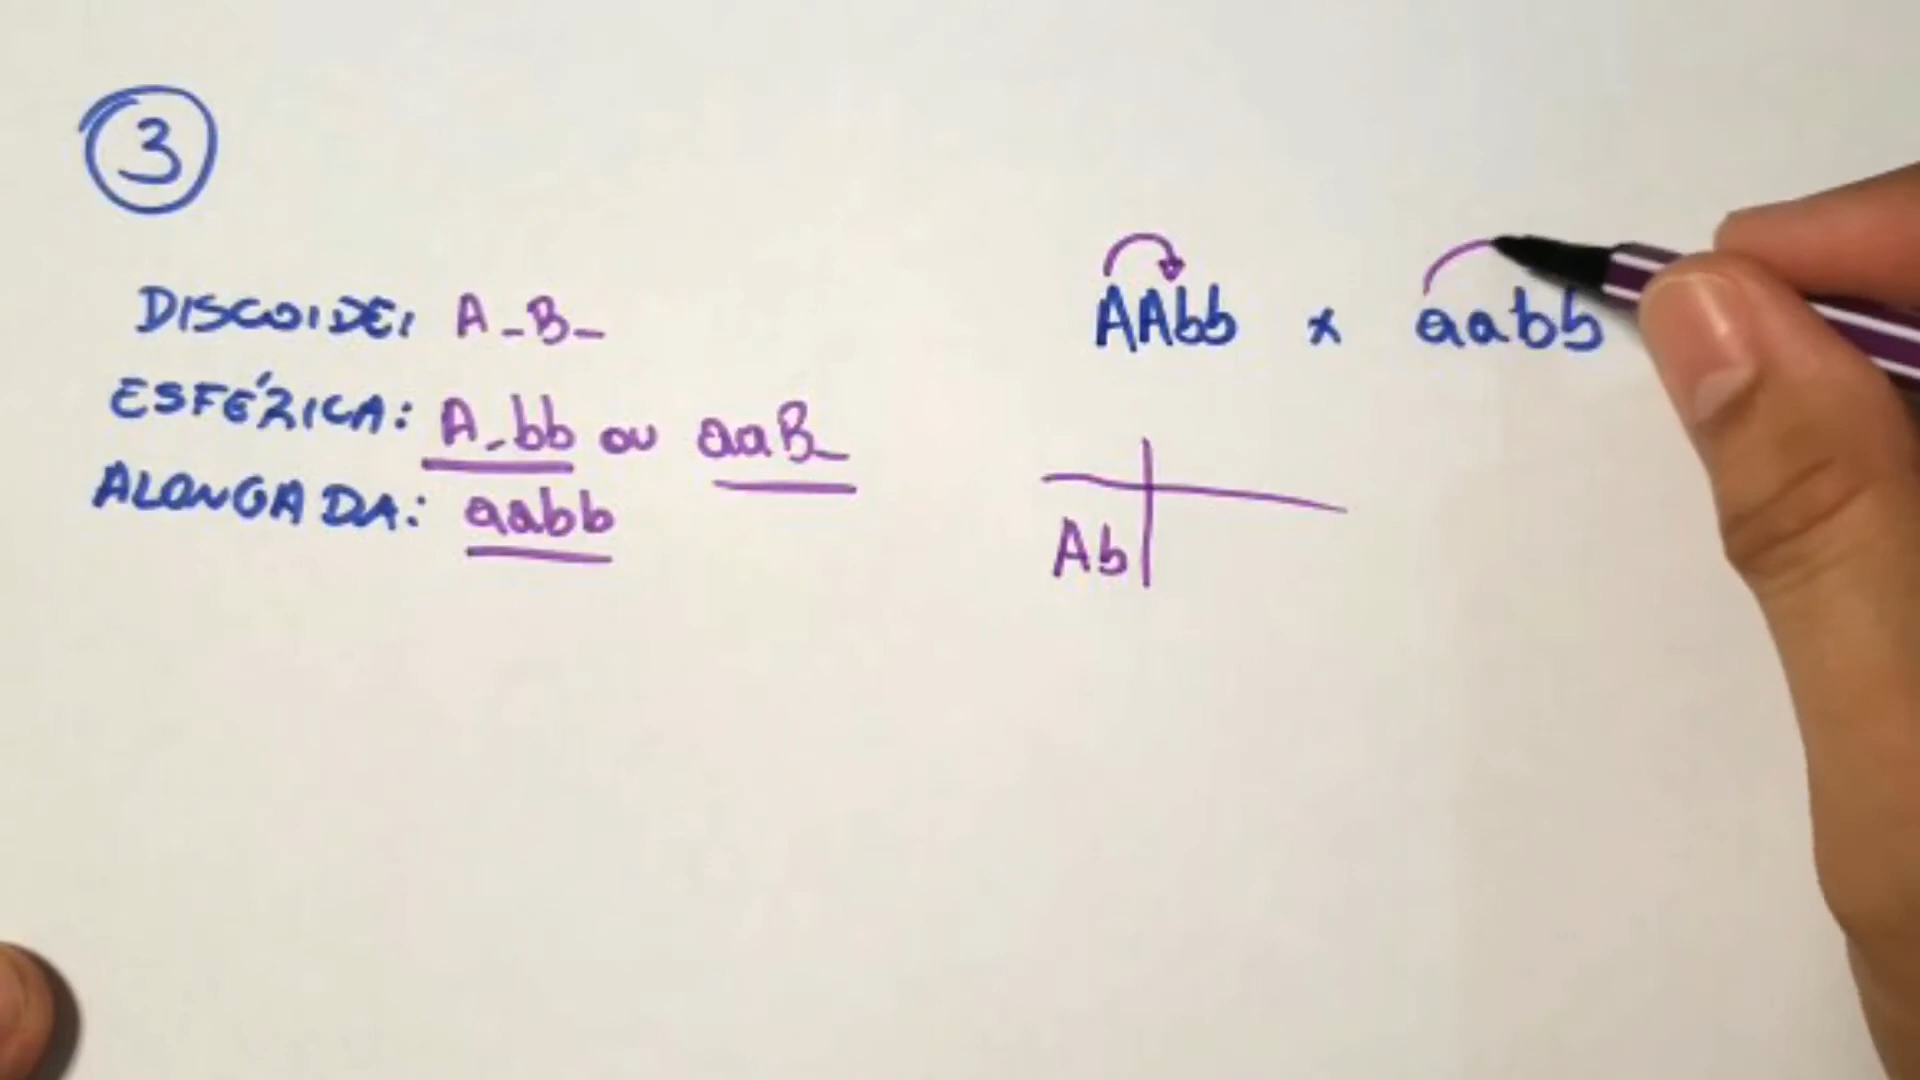 3
DISCOIDE: A_B_
ESFÉRICA: A_bb ou aaB_
ALONGADA: aabb
AAbb x aabb
Ab